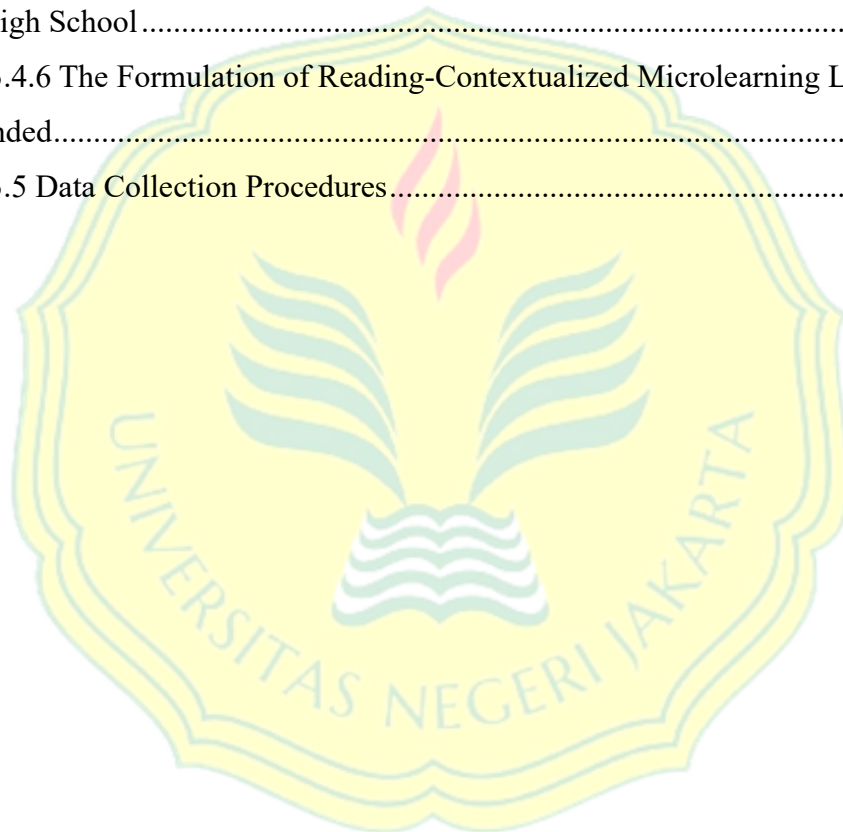 igh School........................................................................................
.4.6 The Formulation of Reading-Contextualized Microlearning L
nded....................................................................................................
.5 Data Collection Procedures.........................................................
UNIVERSITAS NEGERI JAKARTA